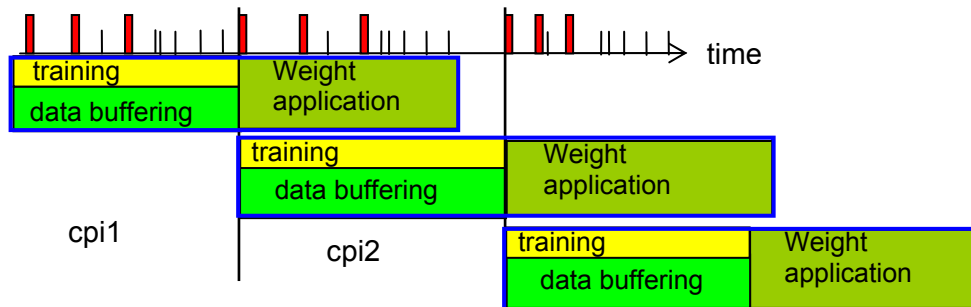 time
training
Weight
application
data buffering
training
Weight
application
data buffering
cpi1
cpi2
training
Weight
application
data buffering